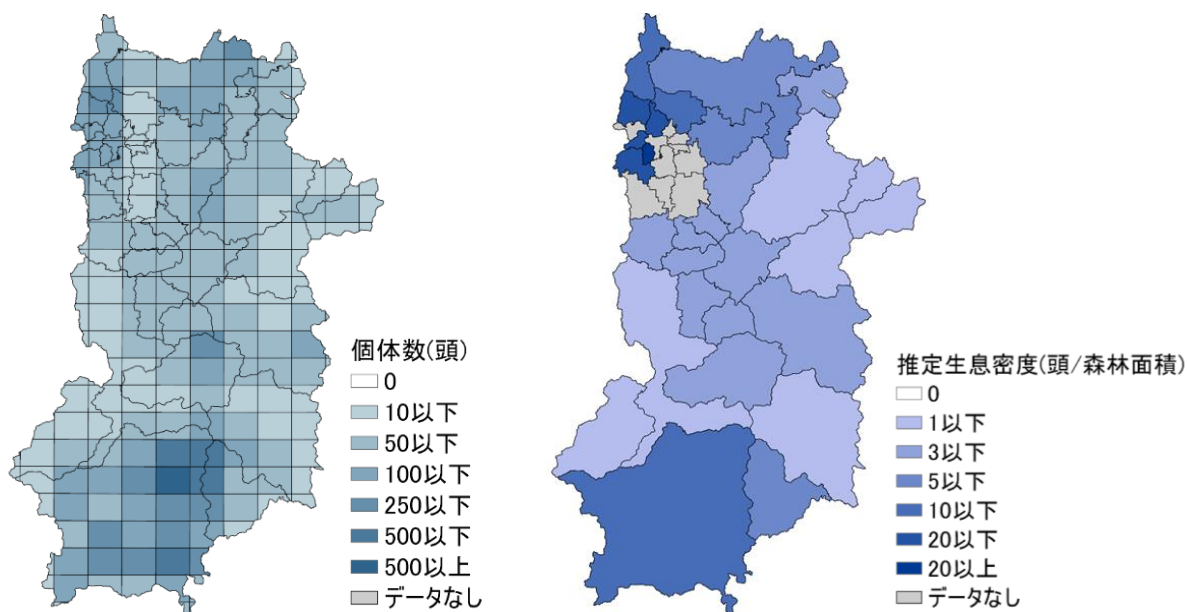 個体数(頭)
0
10以下
50以下
100以下
250以下
500以下
500以上
データなし
推定生息密度(頭/森林面積)
0
1以下
3以下
5以下
10以下
20以下
20以上
データなし